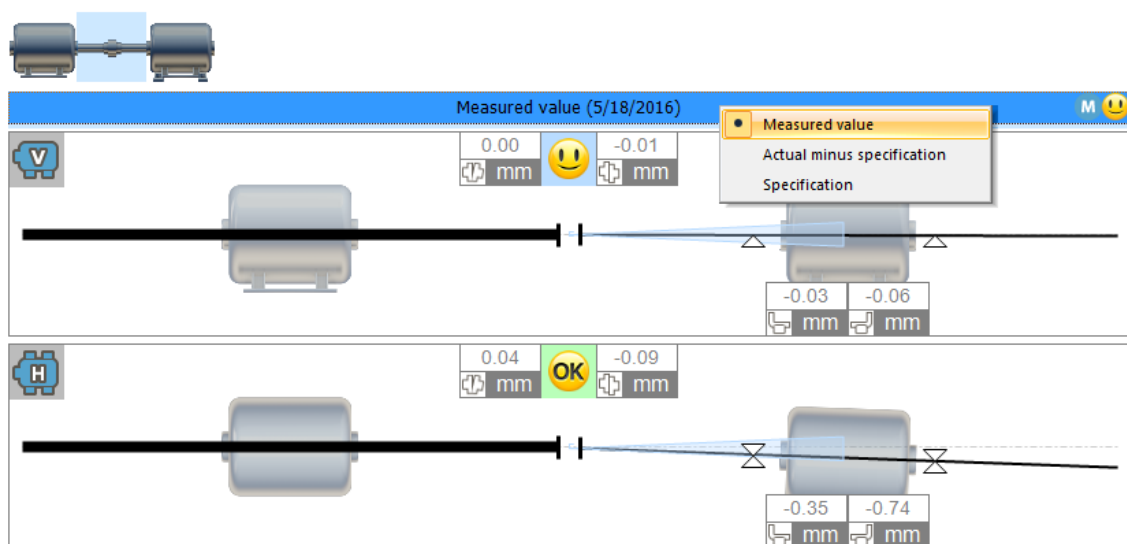 Measured value (5/18/2016)
M
Measured value
Actual minus specification
Specification
V
0.00 -0.01
mm mm
-0.03 -0.06
mm mm
H
0.04 OK -0.09
mm mm
-0.35 -0.74
mm mm